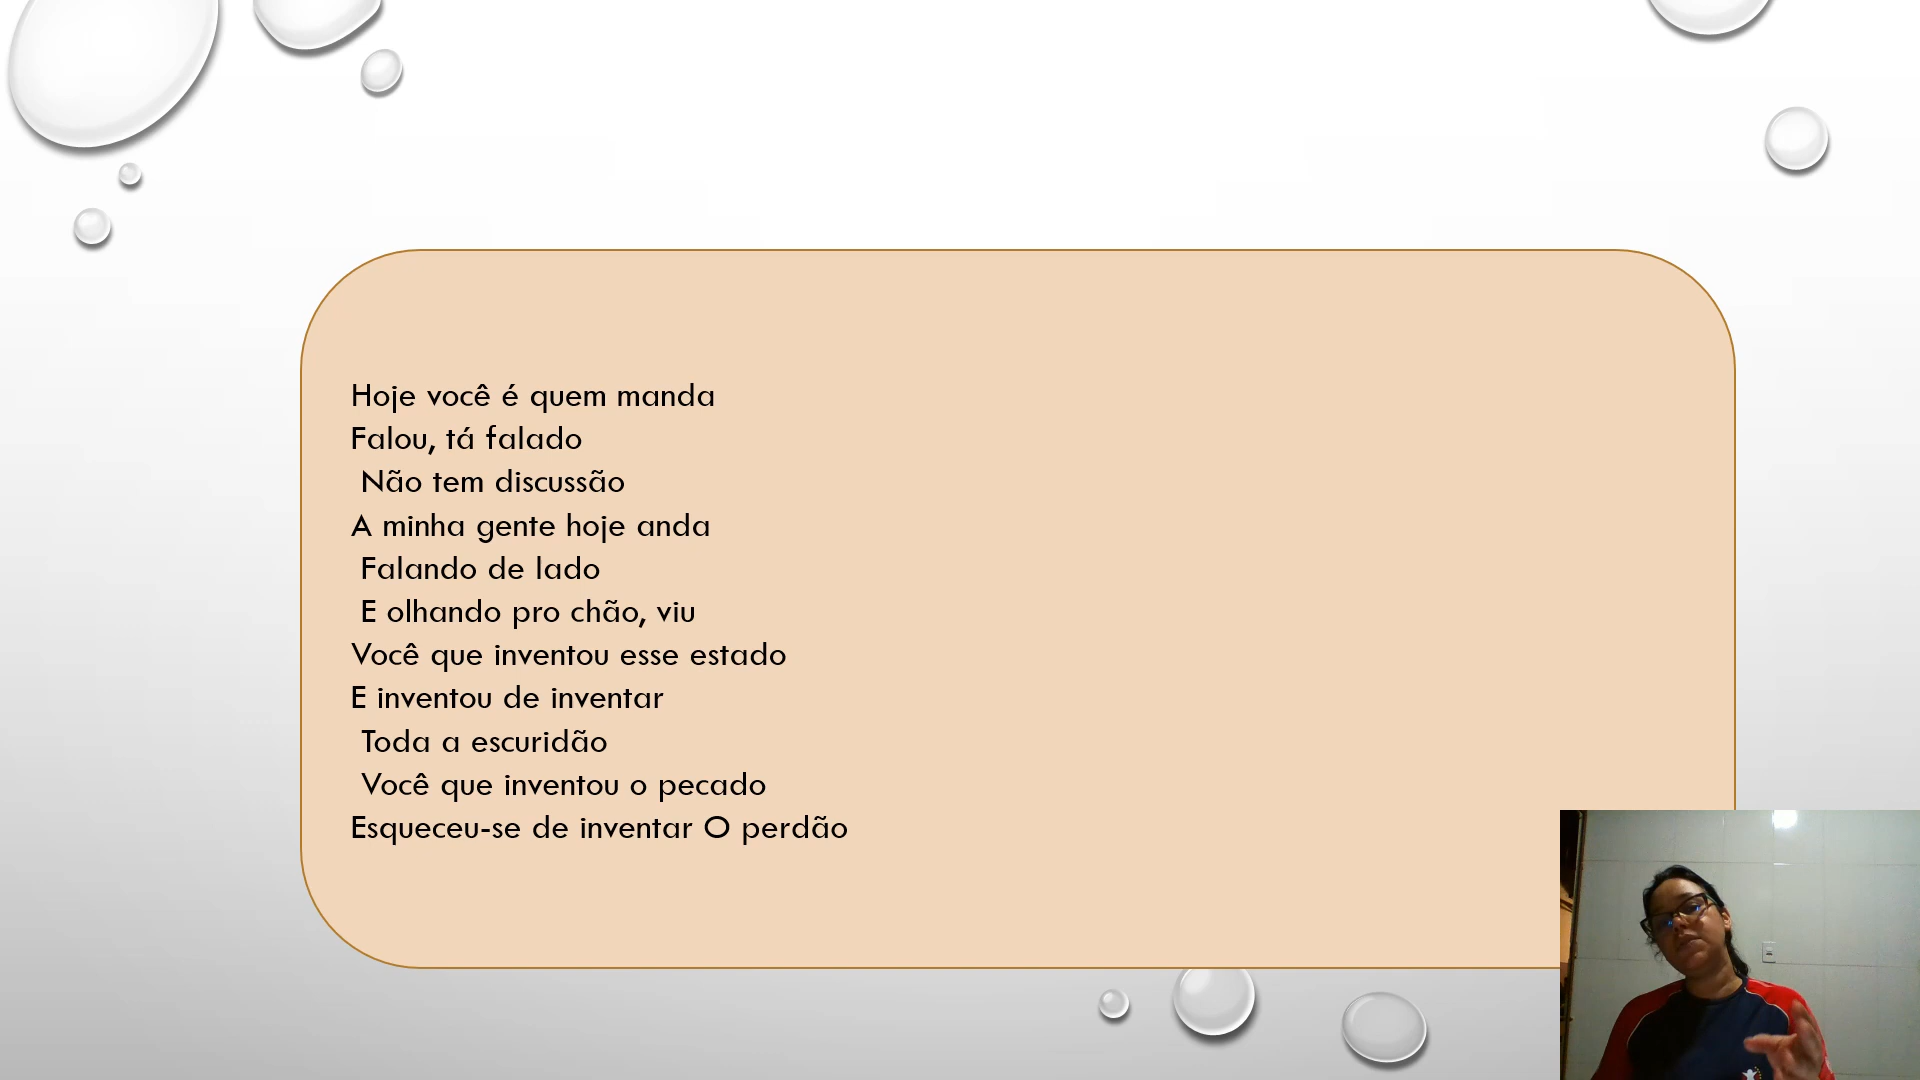 Hoje você é quem manda
Falou, tá falado
Não tem discussão
A minha gente hoje anda
Falando de lado
E olhando pro chão, viu
Você que inventou esse estado
E inventou de inventar
Toda a escuridão
Você que inventou o pecado
Esqueceu-se de inventar O perdão